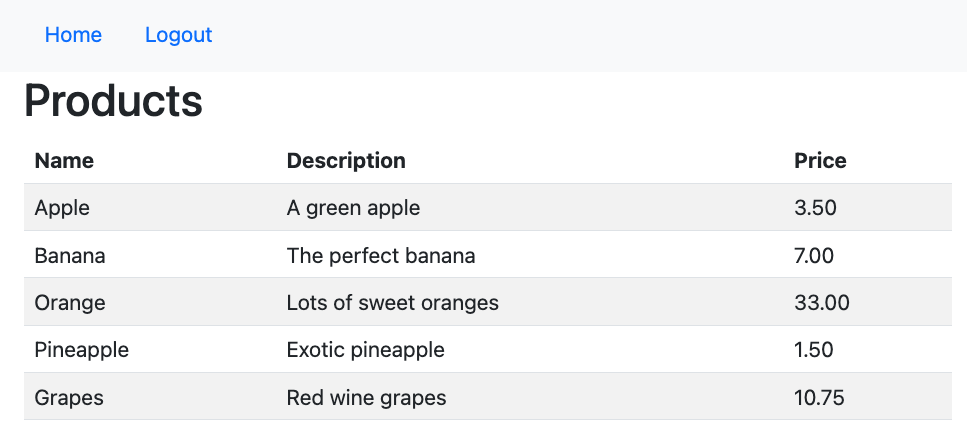 Home Logout
Products
Name Description Price
Apple A green apple 3.50
Banana The perfect banana 7.00
Orange Lots of sweet oranges 33.00
Pineapple Exotic pineapple 1.50
Grapes Red wine grapes 10.75